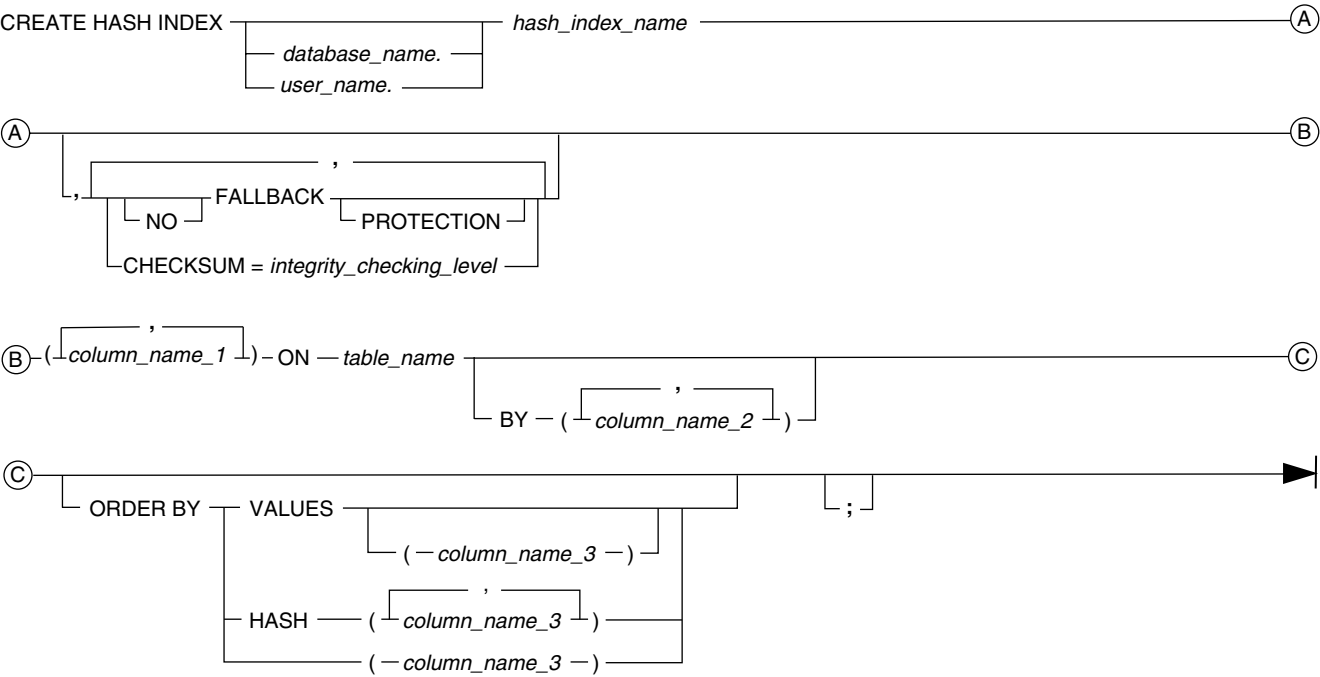 CREATE HASH INDEX hash_index_name A
database_name.
user_name.
A B
,
, NO FALLBACK PROTECTION
CHECKSUM = integrity_checking_level
,
B ( column_name_1 ) ON table_name C
,
BY ( column_name_2 )
C
ORDER BY VALUES ;
( column_name_3 )
,
HASH ( column_name_3 )
( column_name_3 )